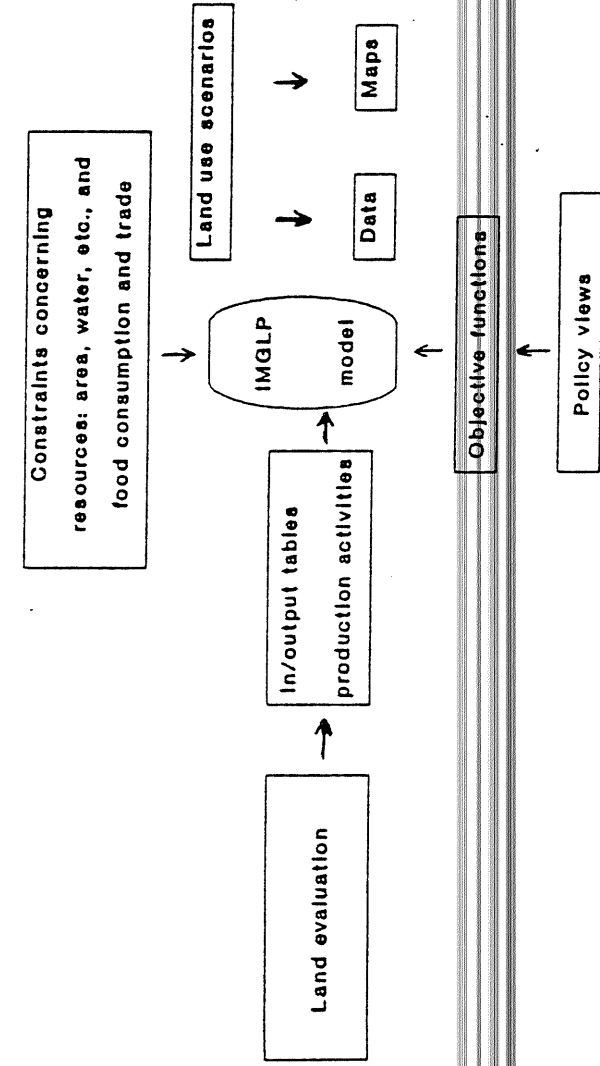 Constraints concerning
resources: area, water, etc., and
food consumption and trade
Land use scenarios
Land evaluation
In/output tables
production activities
IMGLP
model
Data
Maps
Objective functions
Policy views